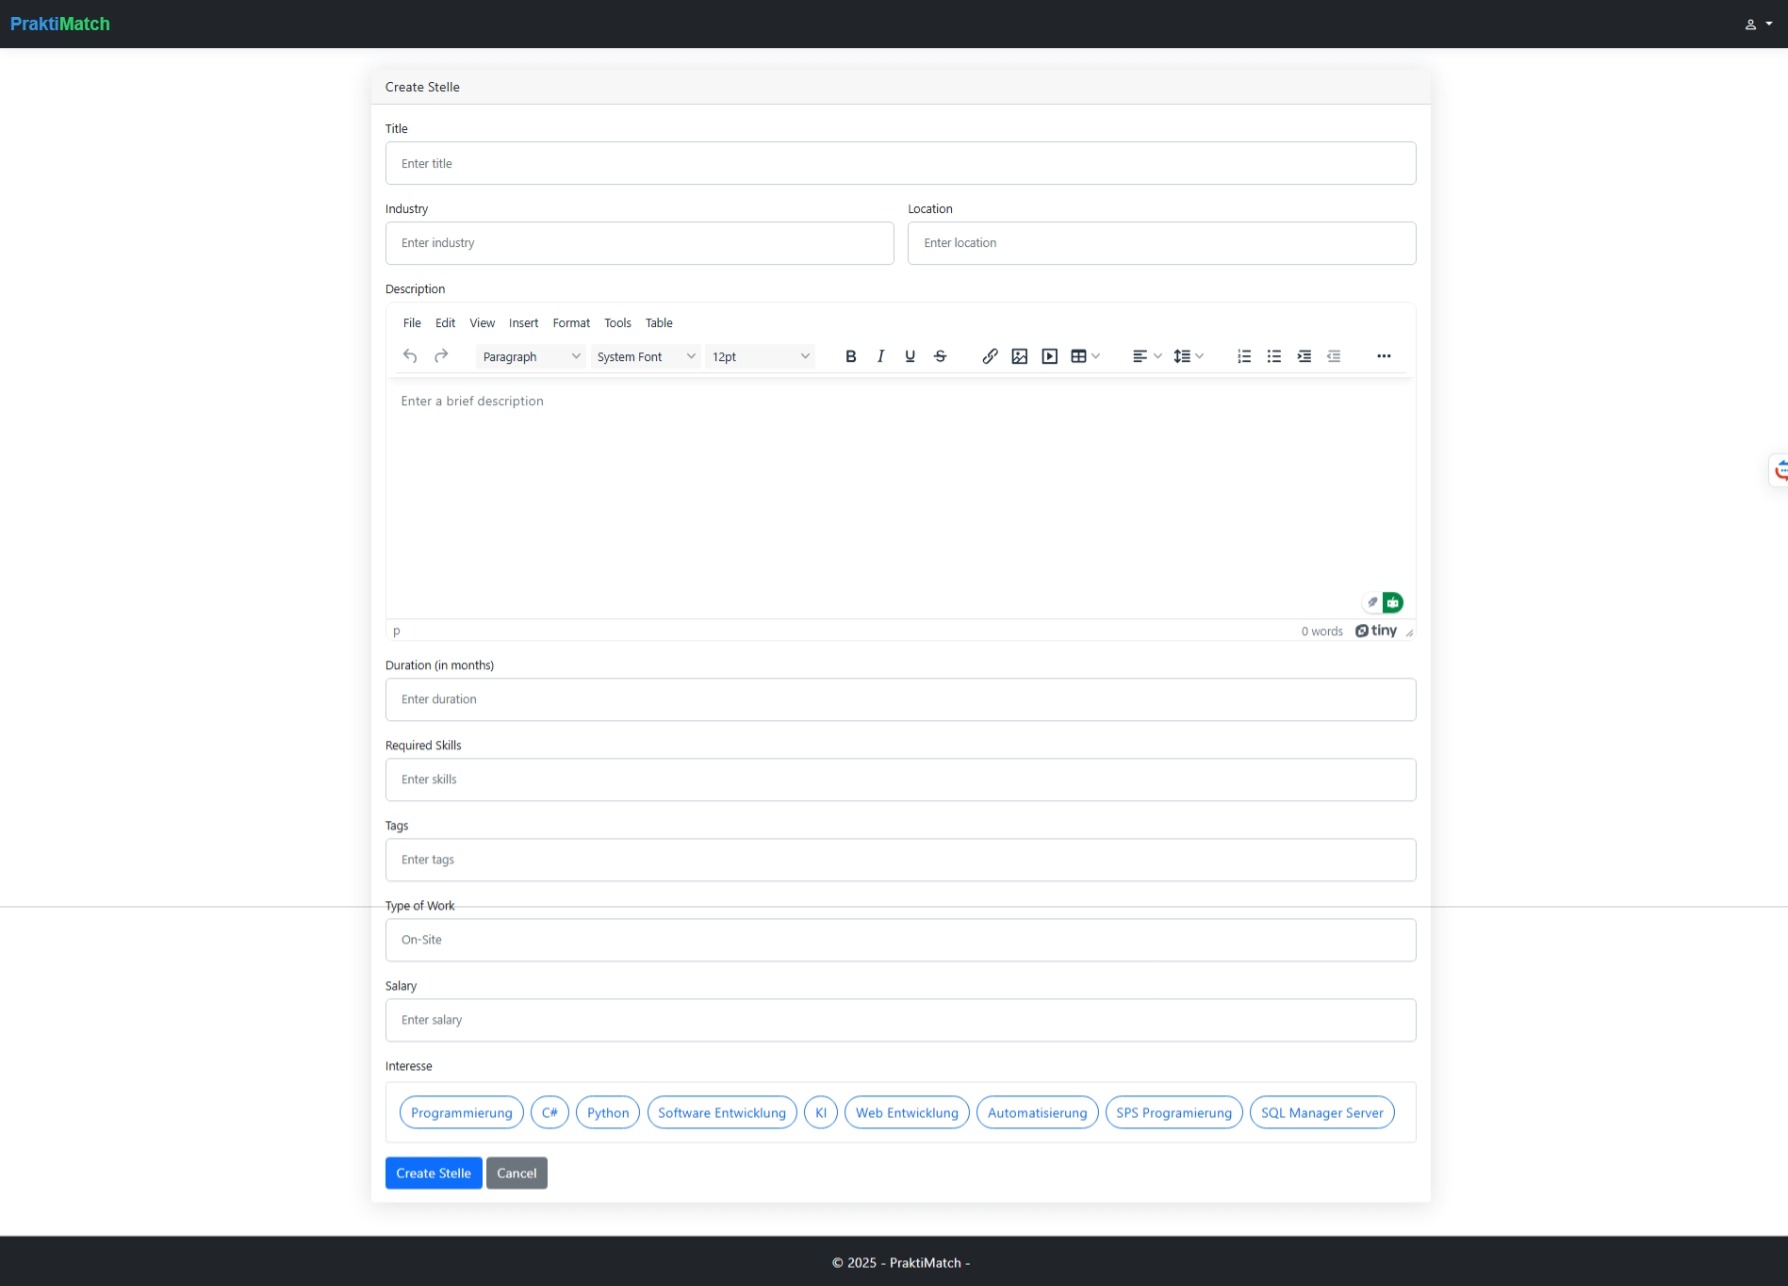 PraktiMatch
Create Stelle
Title
Enter title
Industry
Location
Enter industry
Enter location
Description
File Edit View Insert Format Tools Table
Paragraph System Font 12pt B I U S
Enter a brief description
p
0 words tiny
Duration (in months)
Enter duration
Required Skills
Enter skills
Tags
Enter tags
Type of Work
On-Site
Salary
Enter salary
Interesse
Programmierung C# Python Software Entwicklung KI Web Entwicklung Automatisierung SPS Programierung SQL Manager Server
Create Stelle Cancel
© 2025 - PraktiMatch -